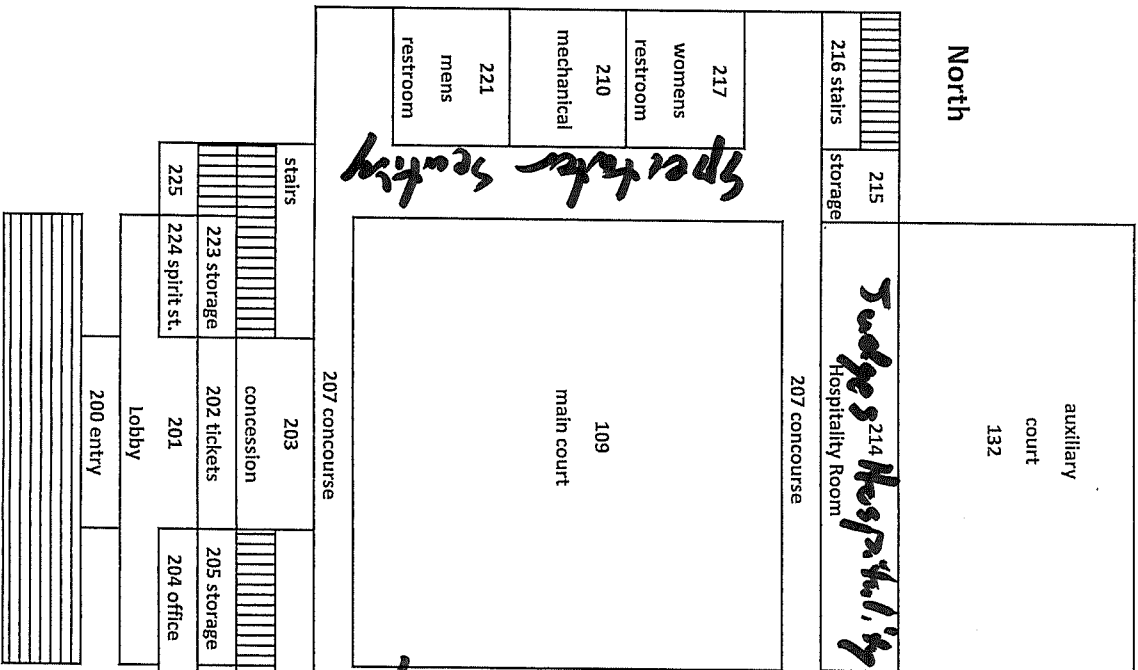 North
auxiliary
court
132
216 stairs
215
storage
Judges Hospitality
214
Hospitality Room
207 concourse
217
womens
restroom
210
mechanical
221
mens
restroom
Spectator
Seating
109
main court
207 concourse
stairs
203
concession
223 storage
202 tickets
205 storage
225
224 spirit st.
201
204 office
Lobby
200 entry